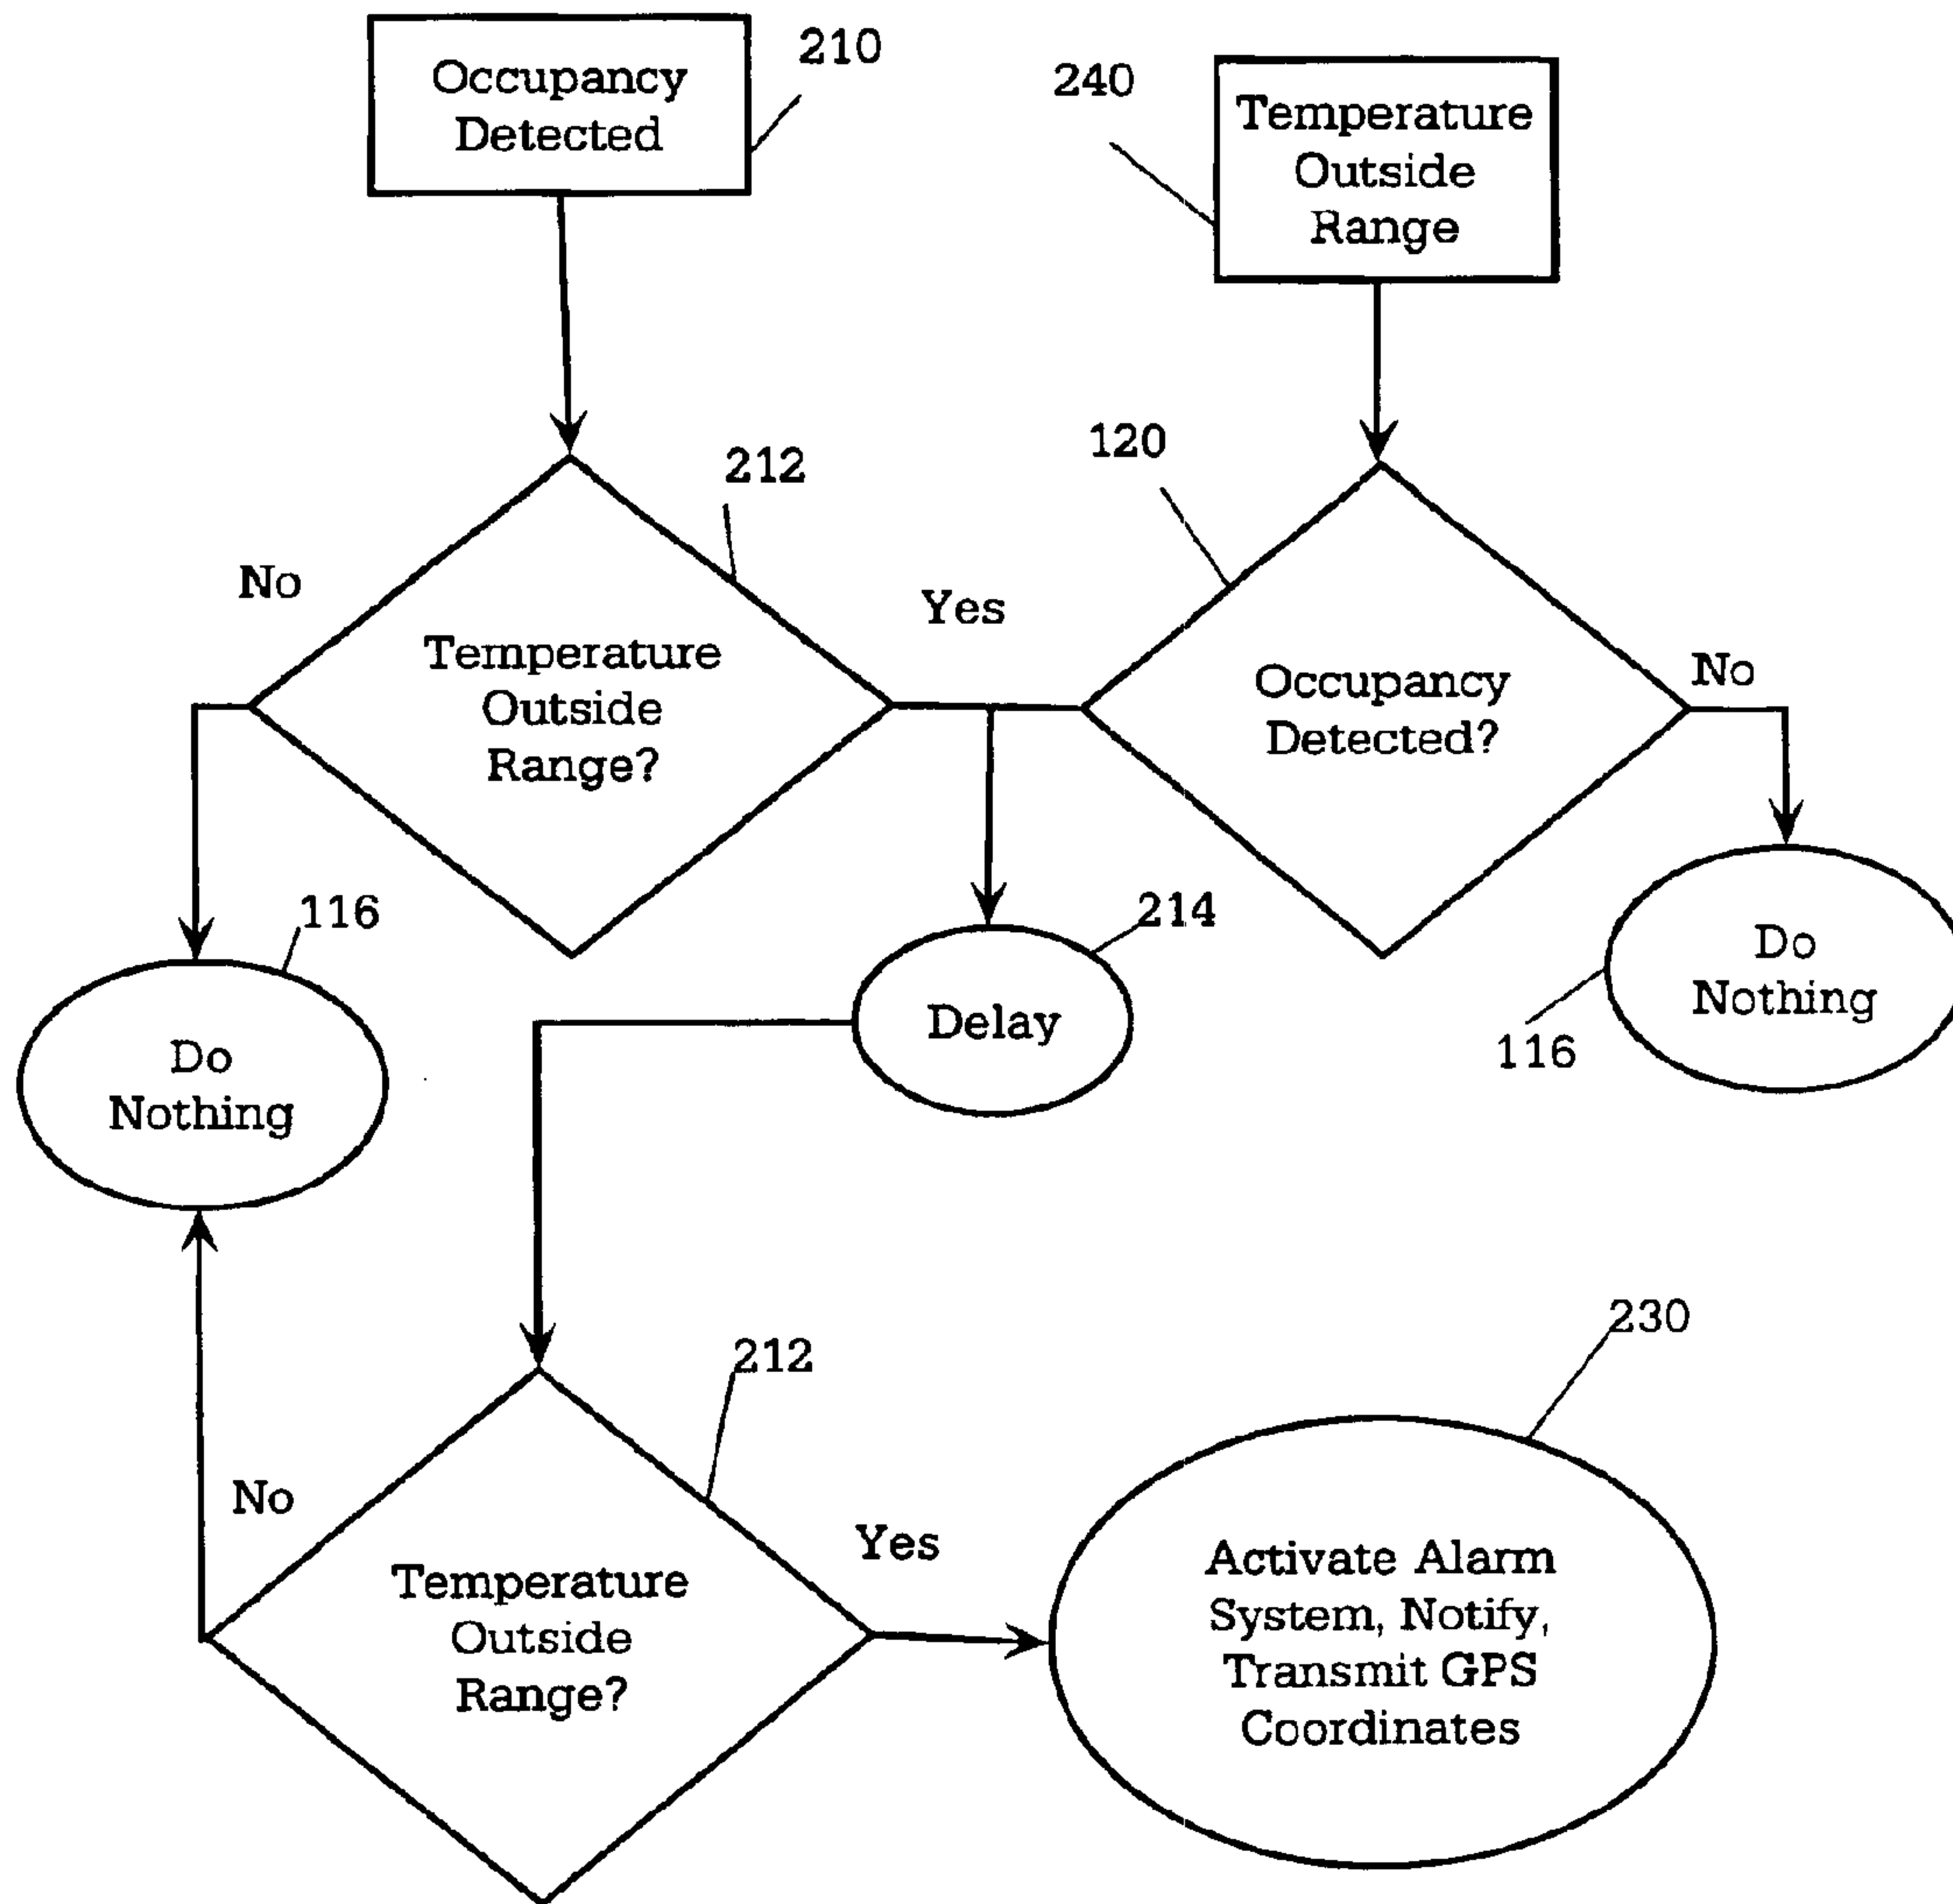 Occupancy
Detected
210
240
Temperature
Outside
Range
212
120
No
Yes
Temperature
Outside
Range?
Occupancy
Detected?
No
116
214
Do
Nothing
Delay
Do
Nothing
116
212
230
No
Yes
Temperature
Outside
Range?
Activate Alarm
System, Notify,
Transmit GPS
Coordinates